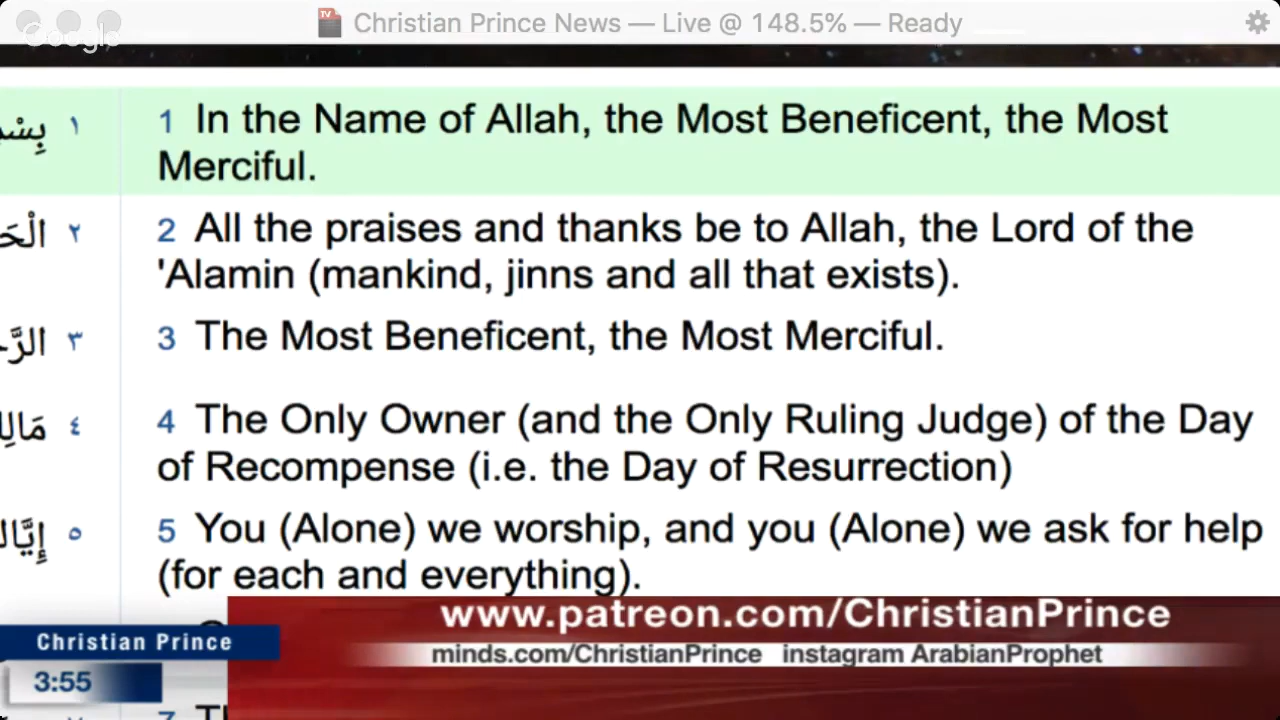 Christian Prince News — Live @ 148.5% — Ready
Google
١
1 In the Name of Allah, the Most Beneficent, the Most
Merciful.
٢
2 All the praises and thanks be to Allah, the Lord of the
'Alamin (mankind, jinns and all that exists).
٣
3 The Most Beneficent, the Most Merciful.
٤
4 The Only Owner (and the Only Ruling Judge) of the Day
of Recompense (i.e. the Day of Resurrection)
٥
5 You (Alone) we worship, and you (Alone) we ask for help
(for each and everything).
www.patreon.com/ChristianPrince
Christian Prince
minds.com/ChristianPrince instagram ArabianProphet
3:55